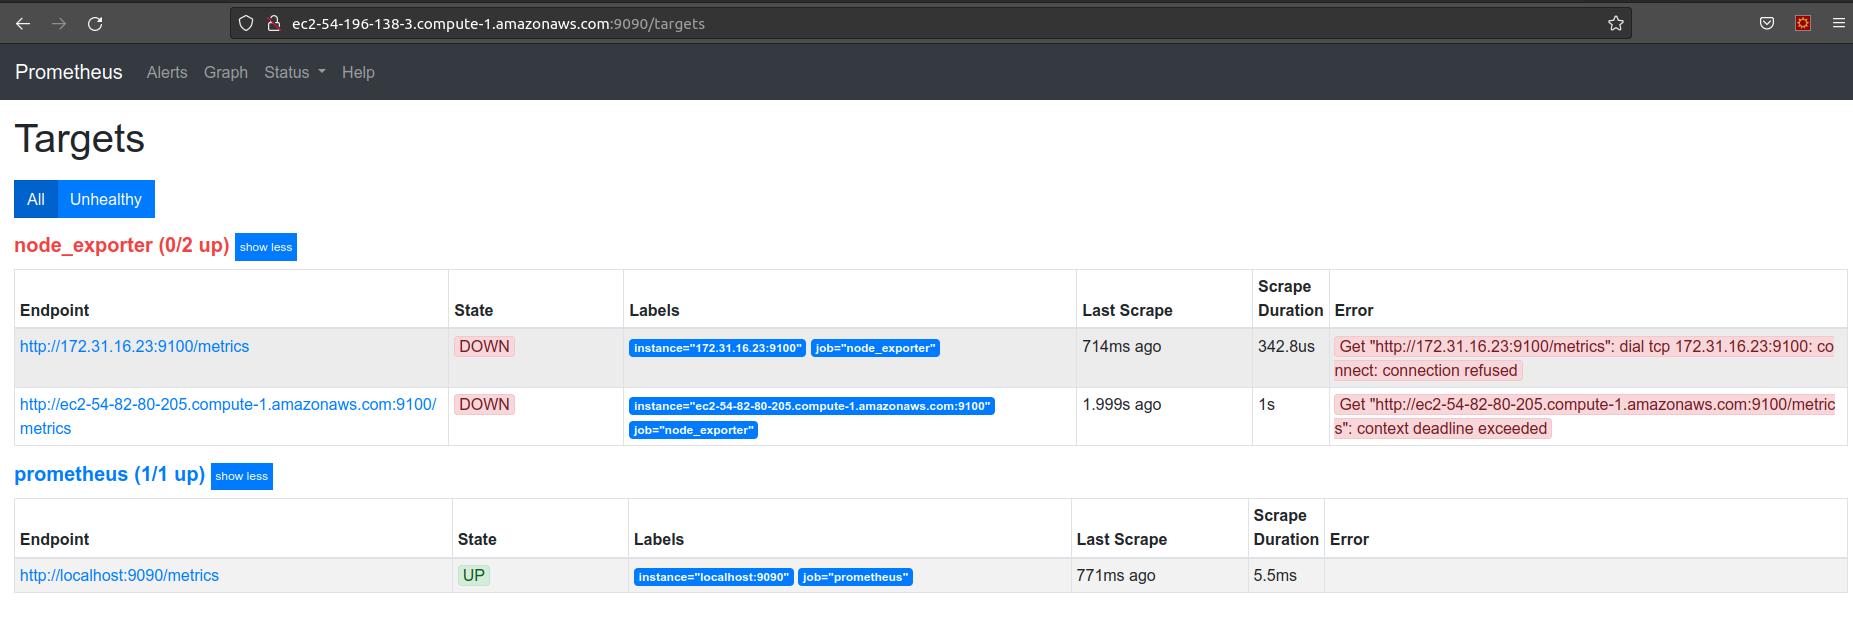 ec2-54-196-138-3.compute-1.amazonaws.com:9090/targets
Prometheus Alerts Graph Status Help
Targets
All Unhealthy
node_exporter (0/2 up) show less
Endpoint State Labels Last Scrape Scrape Duration Error
http://172.31.16.23:9100/metrics DOWN instance="172.31.16.23:9100" job="node_exporter" 714ms ago 342.8us Get "http://172.31.16.23:9100/metrics": dial tcp 172.31.16.23:9100: co
nnect: connection refused
http://ec2-54-82-80-205.compute-1.amazonaws.com:9100/ DOWN instance="ec2-54-82-80-205.compute-1.amazonaws.com:9100" 1.999s ago 1s Get "http://ec2-54-82-80-205.compute-1.amazonaws.com:9100/metric
metrics job="node_exporter" s": context deadline exceeded
prometheus (1/1 up) show less
Endpoint State Labels Last Scrape Scrape Duration Error
http://localhost:9090/metrics UP instance="localhost:9090" job="prometheus" 771ms ago 5.5ms